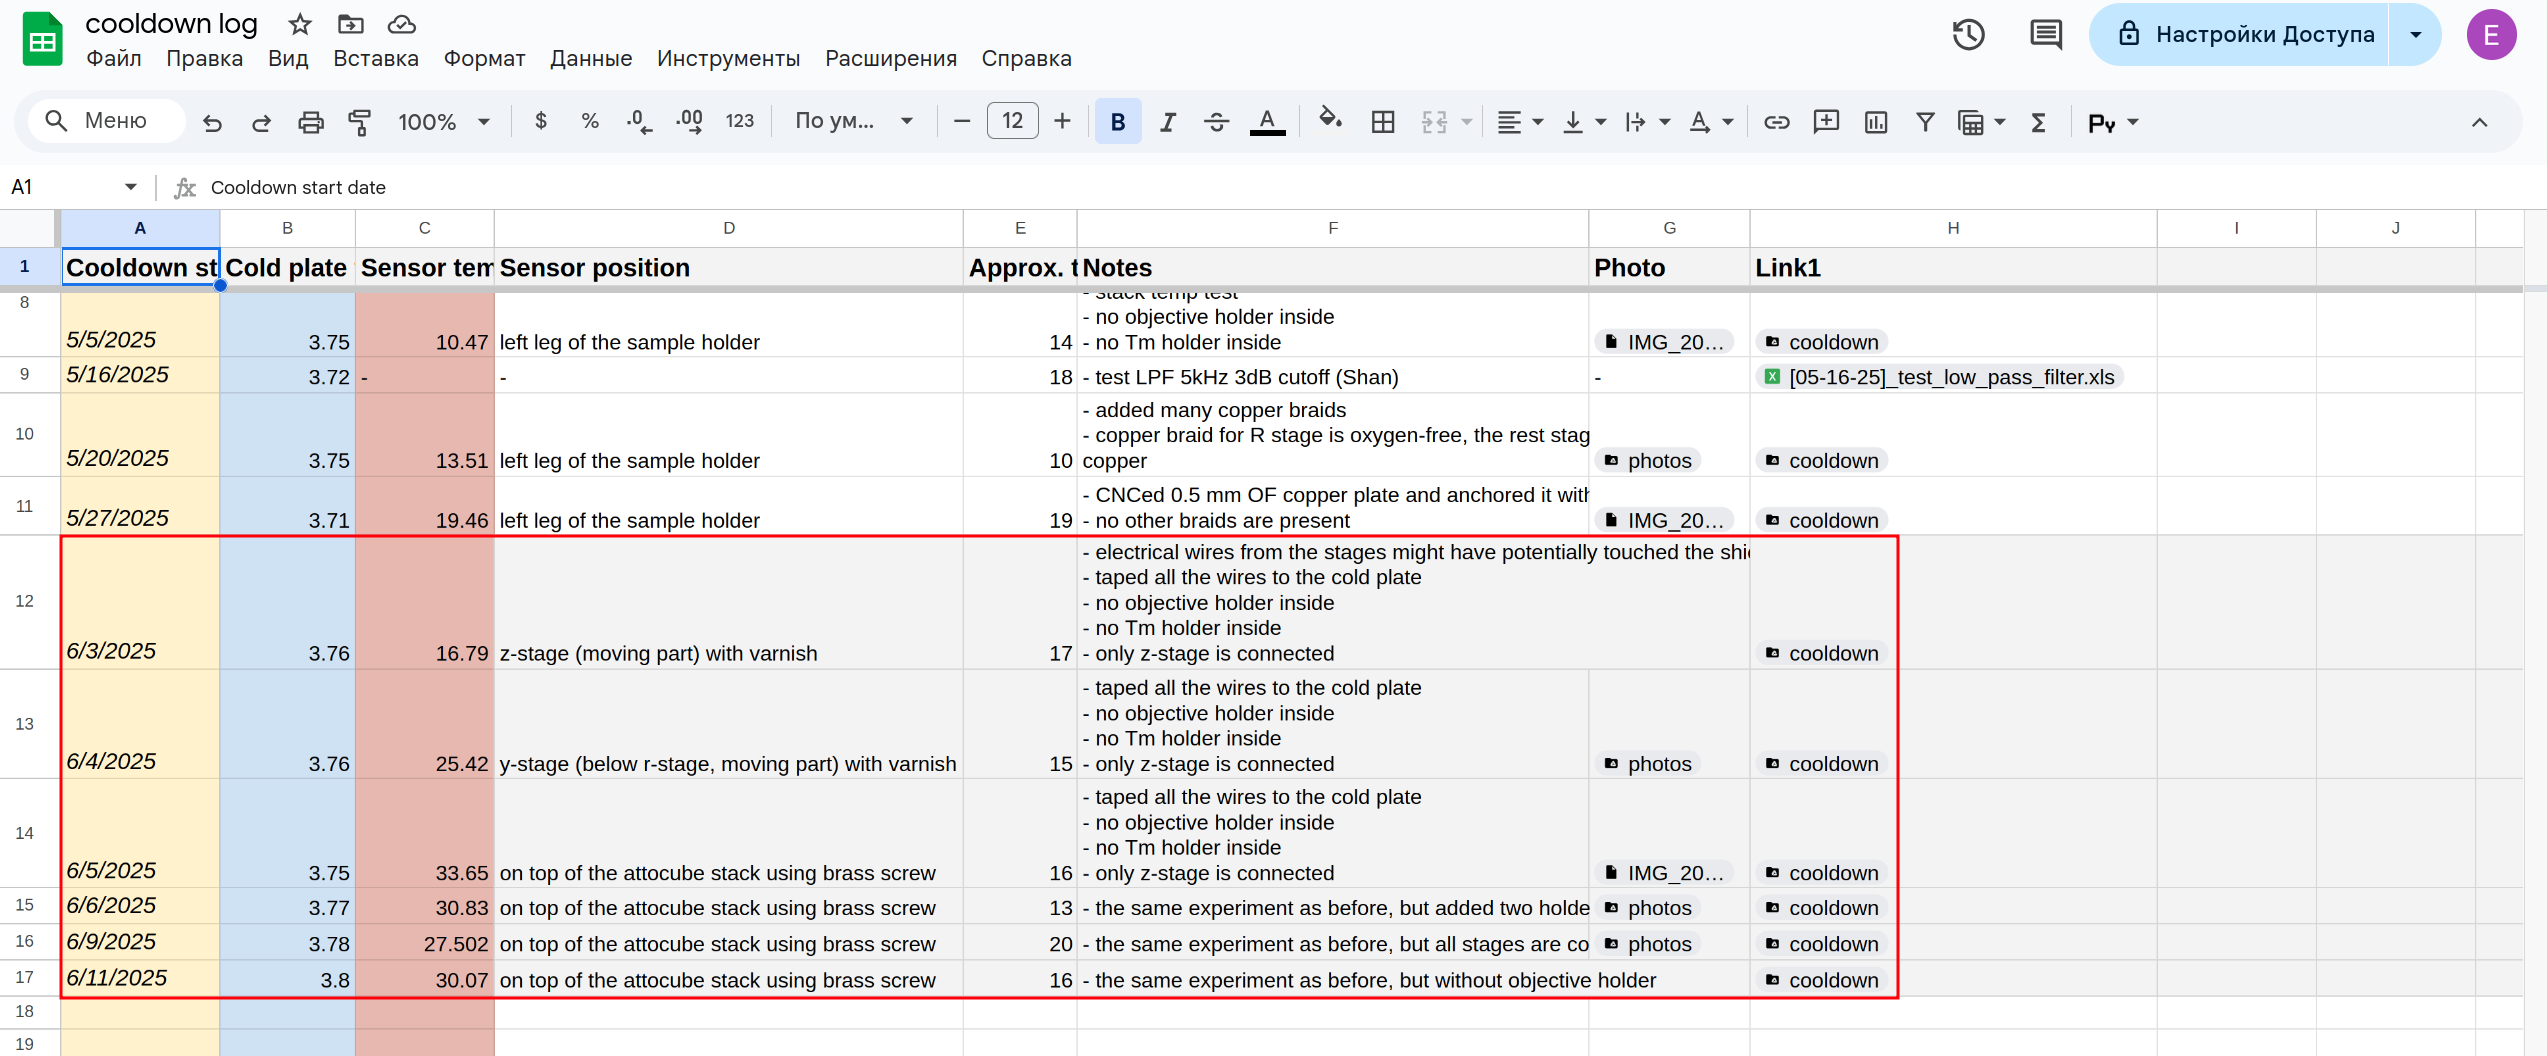 cooldown log
Файл Правка Вид Вставка Формат Данные Инструменты Расширения Справка
Настройки Доступа
E
Меню 100% $ % .0 .00 123 По ум... 12 B I A Py
A1 fx Cooldown start date
A B C D E F G H I J
1 Cooldown st Cold plate Sensor tem Sensor position Approx. t Notes Photo Link1
8 - stack temp test
- no objective holder inside
5/5/2025 3.75 10.47 left leg of the sample holder 14 - no Tm holder inside IMG_20... cooldown
9 5/16/2025 3.72 - - 18 - test LPF 5kHz 3dB cutoff (Shan) - [05-16-25]_test_low_pass_filter.xls
- added many copper braids
10 - copper braid for R stage is oxygen-free, the rest stag
5/20/2025 3.75 13.51 left leg of the sample holder 10 copper photos cooldown
11 - CNCed 0.5 mm OF copper plate and anchored it with
5/27/2025 3.71 19.46 left leg of the sample holder 19 - no other braids are present IMG_20... cooldown
- electrical wires from the stages might have potentially touched the shi
- taped all the wires to the cold plate
12 - no objective holder inside
- no Tm holder inside
6/3/2025 3.76 16.79 z-stage (moving part) with varnish 17 - only z-stage is connected cooldown
- taped all the wires to the cold plate
13 - no objective holder inside
- no Tm holder inside
6/4/2025 3.76 25.42 y-stage (below r-stage, moving part) with varnish 15 - only z-stage is connected photos cooldown
- taped all the wires to the cold plate
14 - no objective holder inside
- no Tm holder inside
6/5/2025 3.75 33.65 on top of the attocube stack using brass screw 16 - only z-stage is connected IMG_20... cooldown
15 6/6/2025 3.77 30.83 on top of the attocube stack using brass screw 13 - the same experiment as before, but added two holde photos cooldown
16 6/9/2025 3.78 27.502 on top of the attocube stack using brass screw 20 - the same experiment as before, but all stages are co photos cooldown
17 6/11/2025 3.8 30.07 on top of the attocube stack using brass screw 16 - the same experiment as before, but without objective holder cooldown
18
19